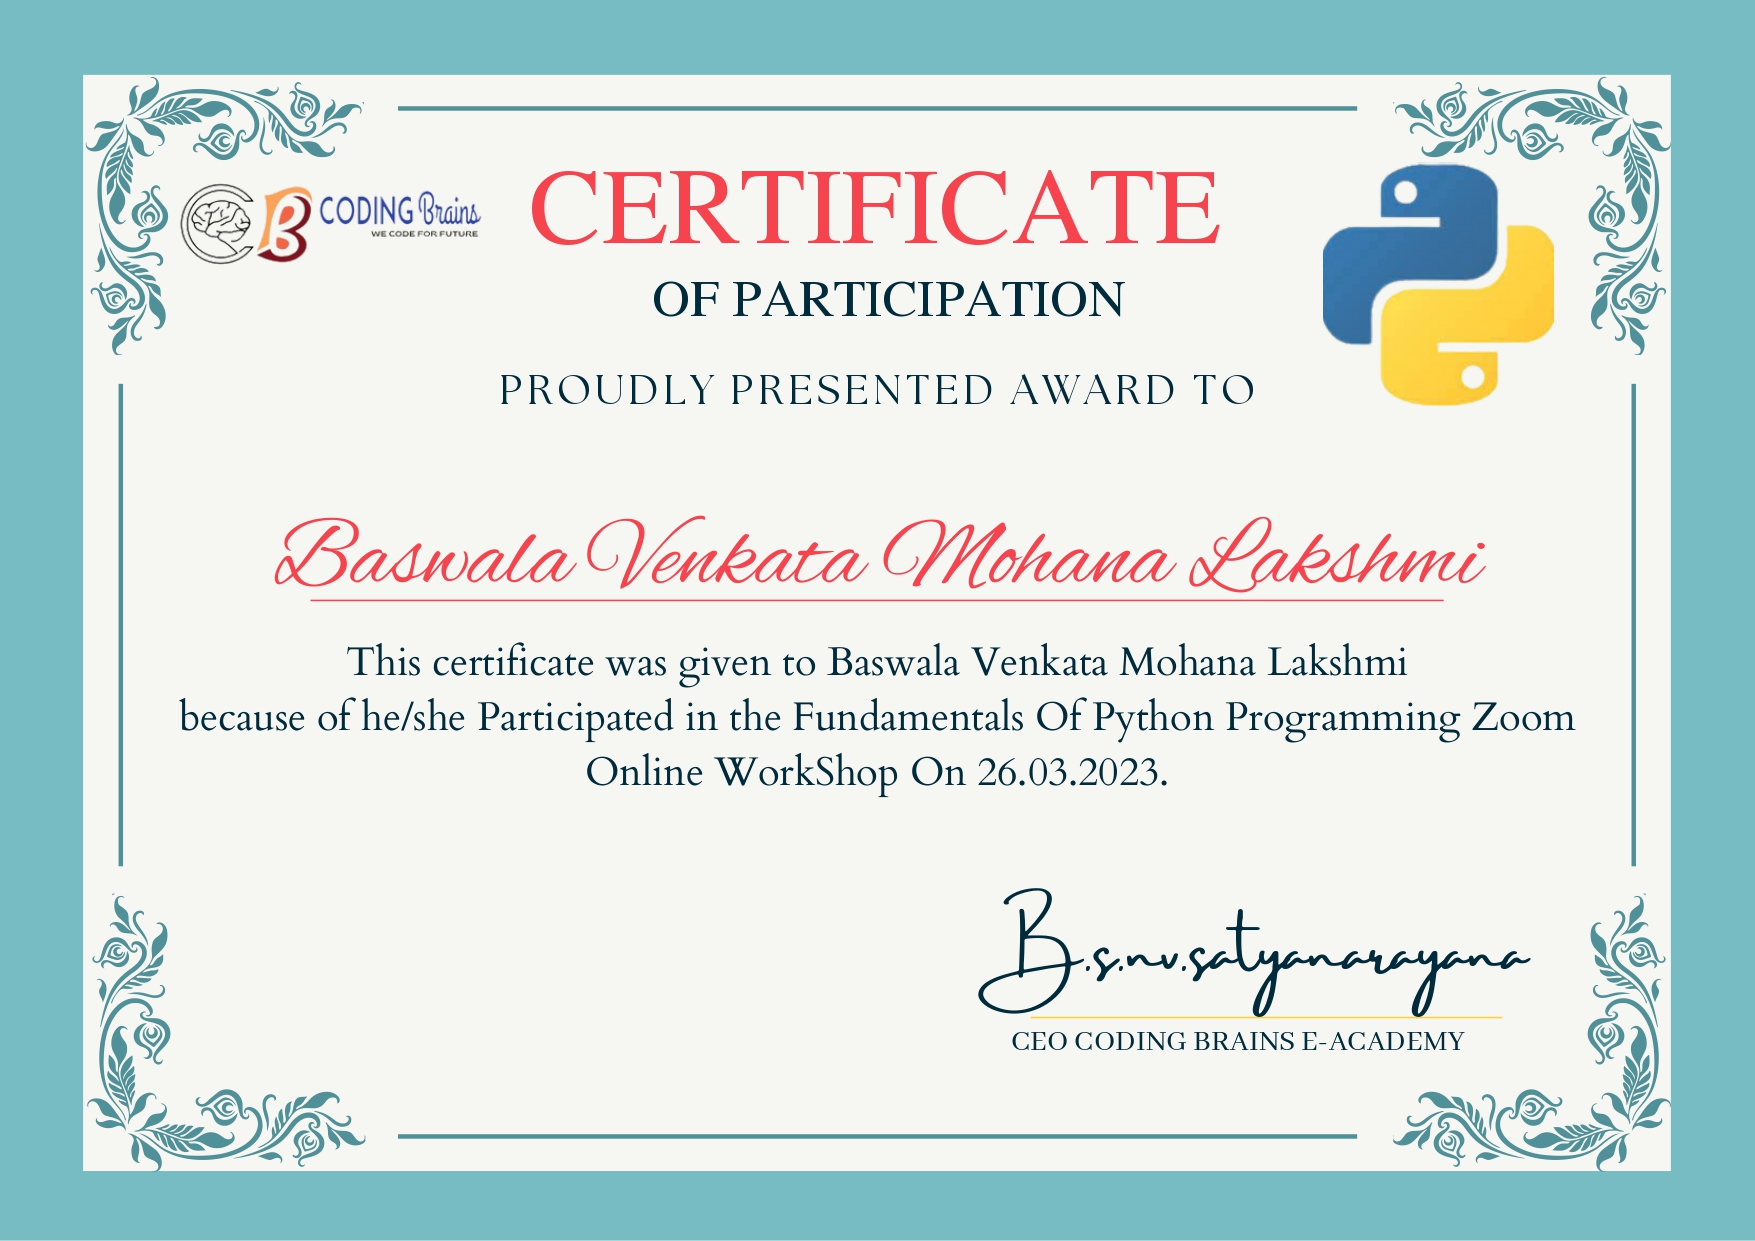 CODING Brains
WE CODE FOR FUTURE
CERTIFICATE
OF PARTICIPATION
PROUDLY PRESENTED AWARD TO
Baswala Venkata Mohana Lakshmi
This certificate was given to Baswala Venkata Mohana Lakshmi
because of he/she Participated in the Fundamentals Of Python Programming Zoom
Online WorkShop On 26.03.2023.
B.s.nv.satyanarayana
CEO CODING BRAINS E-ACADEMY